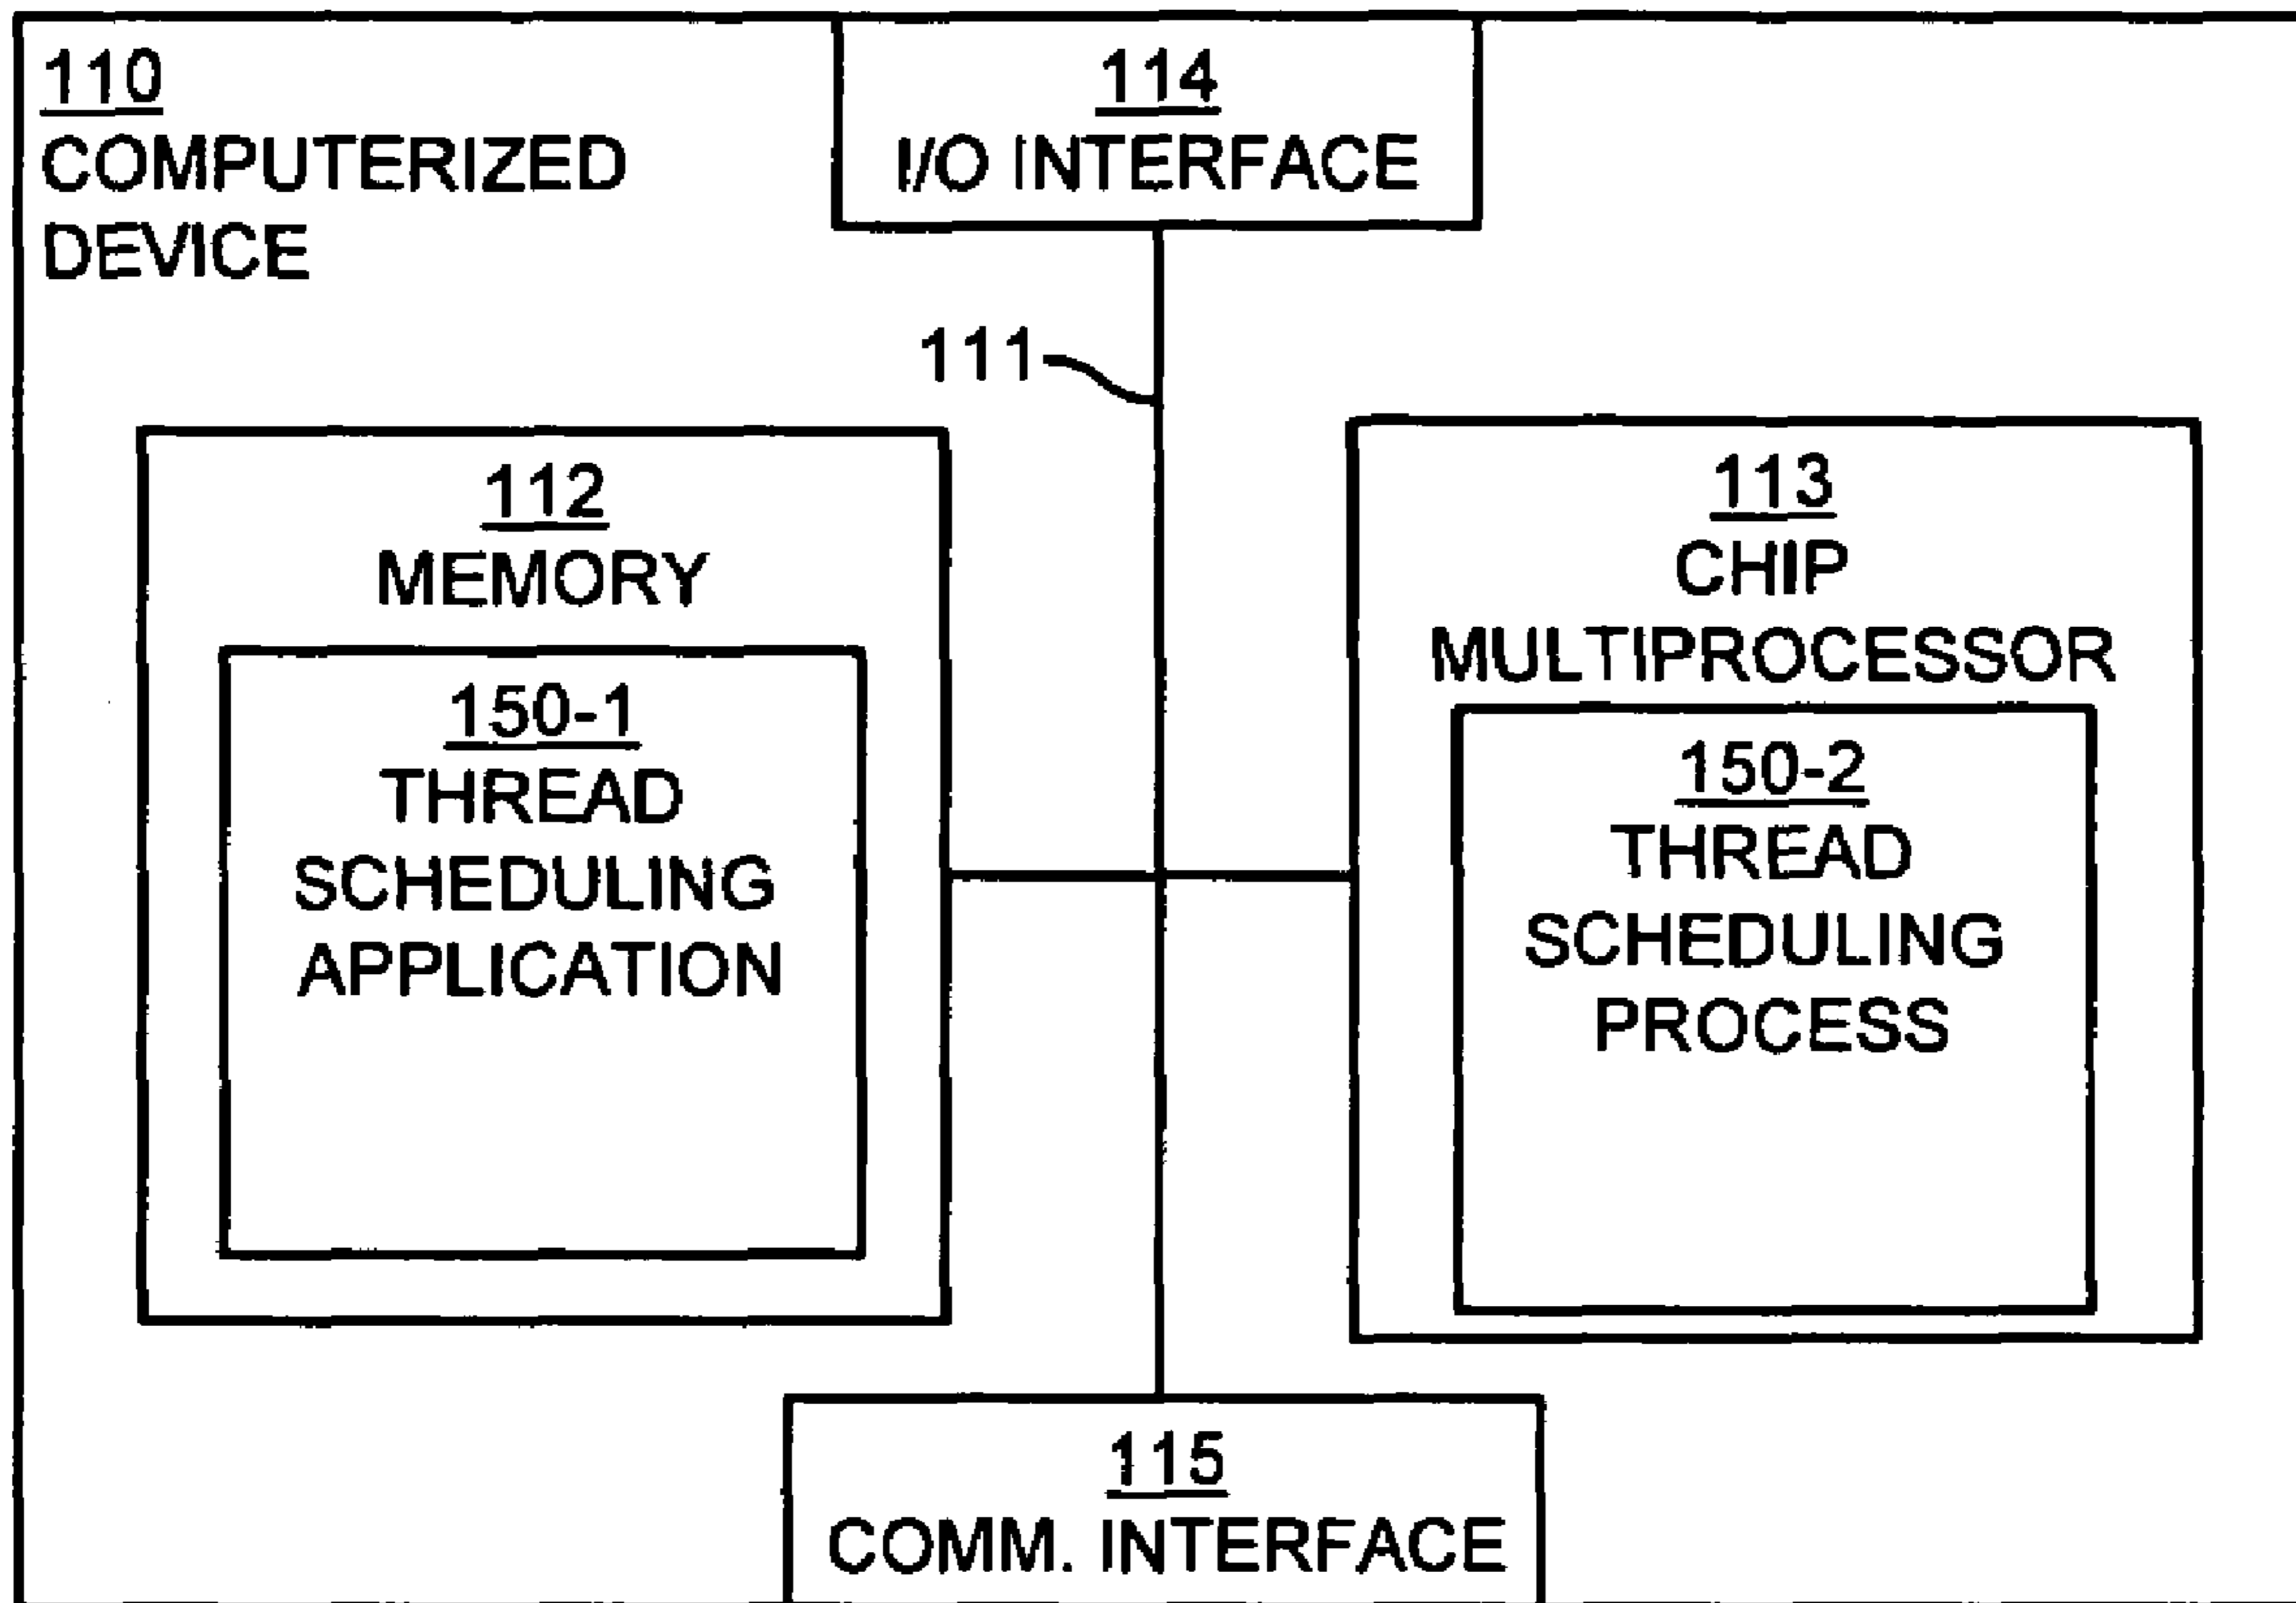 110
COMPUTERIZED
DEVICE
114
I/O INTERFACE
111
112
MEMORY
150-1
THREAD
SCHEDULING
APPLICATION
113
CHIP
MULTIPROCESSOR
150-2
THREAD
SCHEDULING
PROCESS
115
COMM. INTERFACE